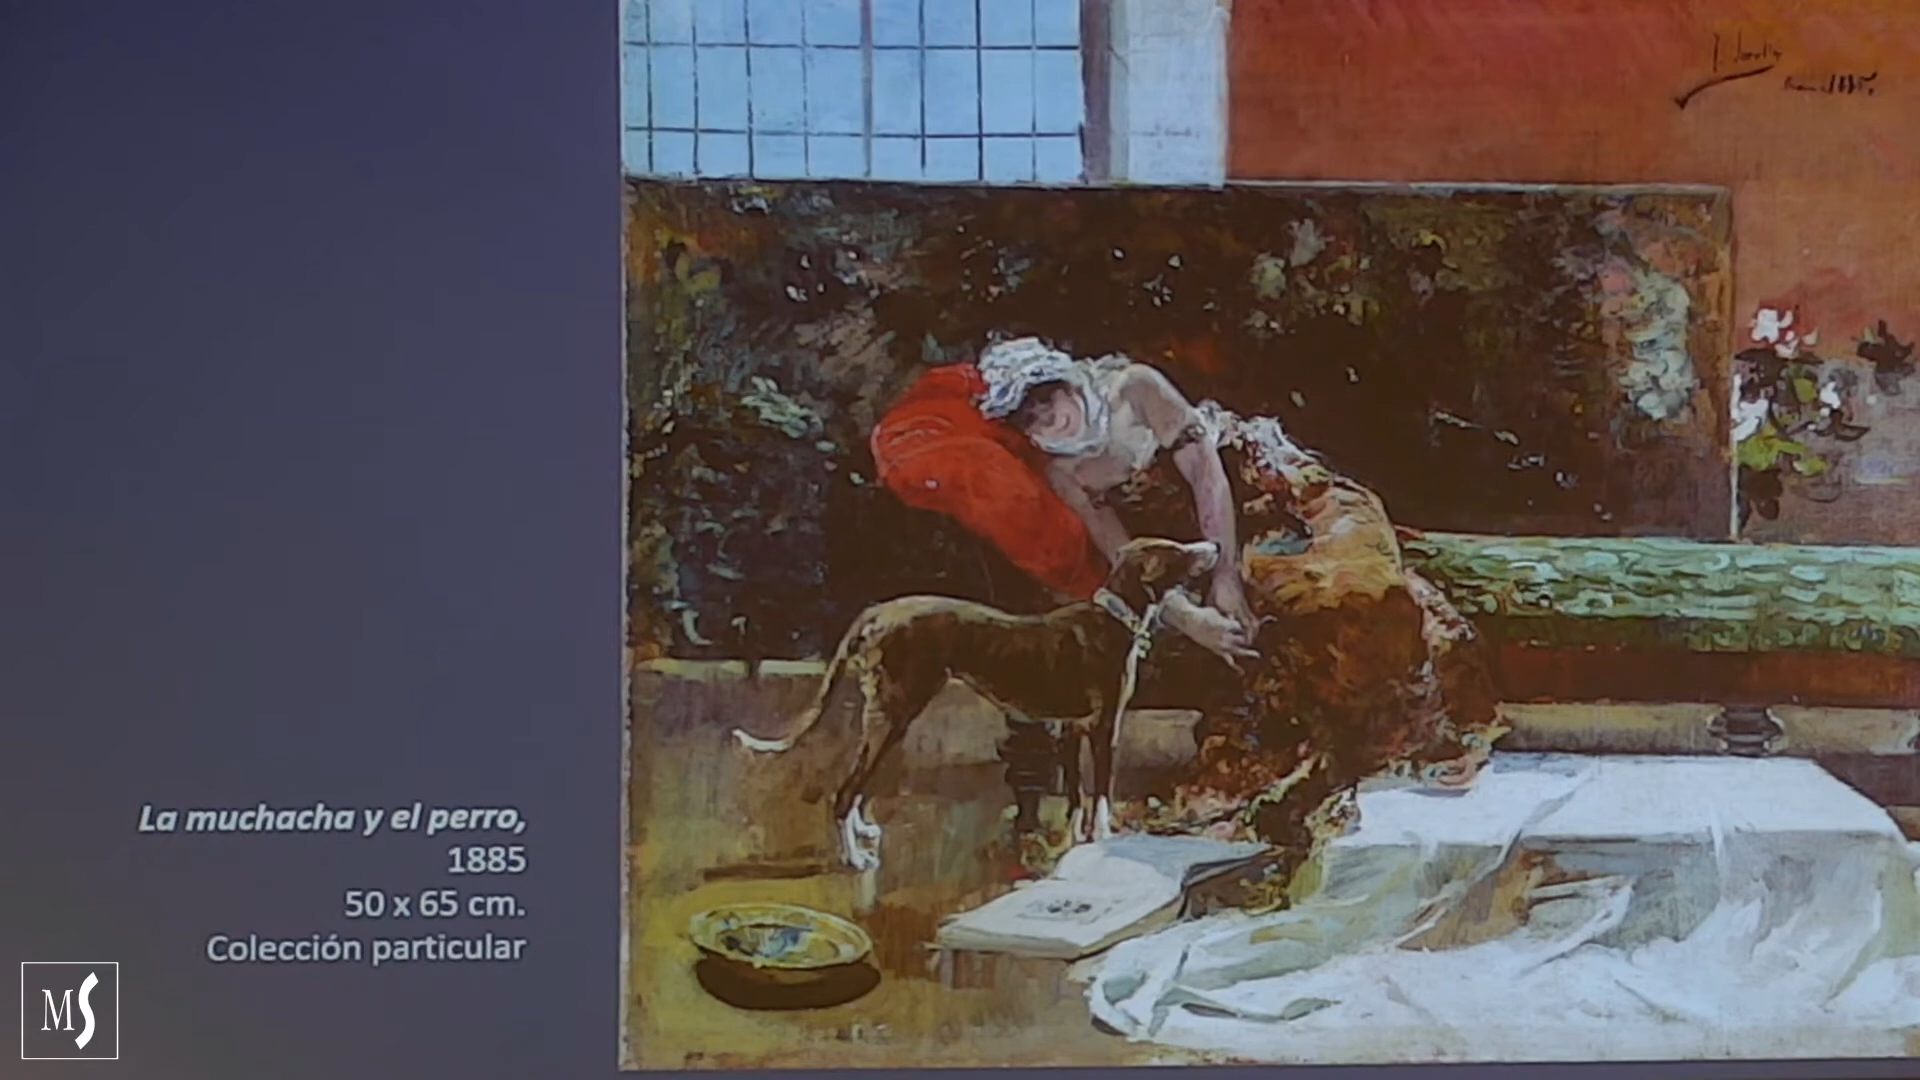 La muchacha y el perro,
1885
50 x 65 cm.
Colección particular
MS